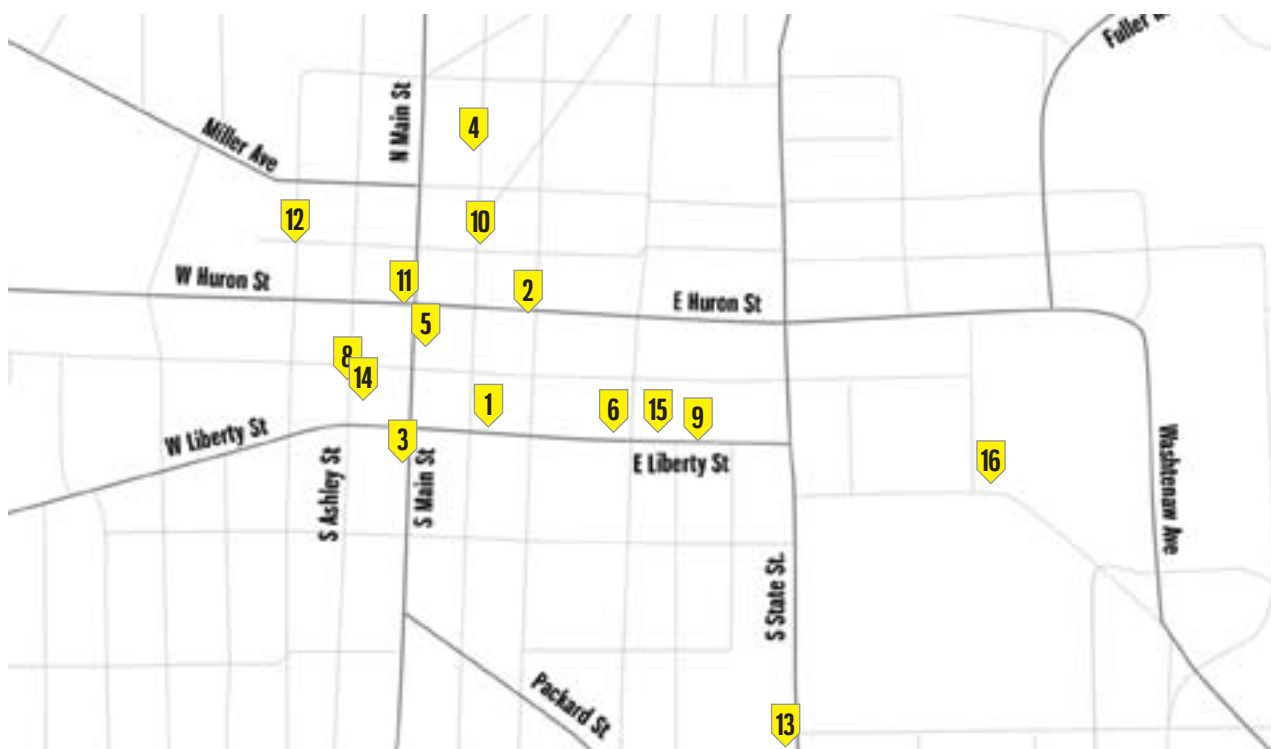 Fuller
4
N Main St
Miller Ave
12
10
W Huron St
11
2
E Huron St
5
8
14
1
6
15
9
3
W Liberty St
E Liberty St
16
S Ashley St
S Main St
Washtenaw Ave
S State St.
Packard St
13